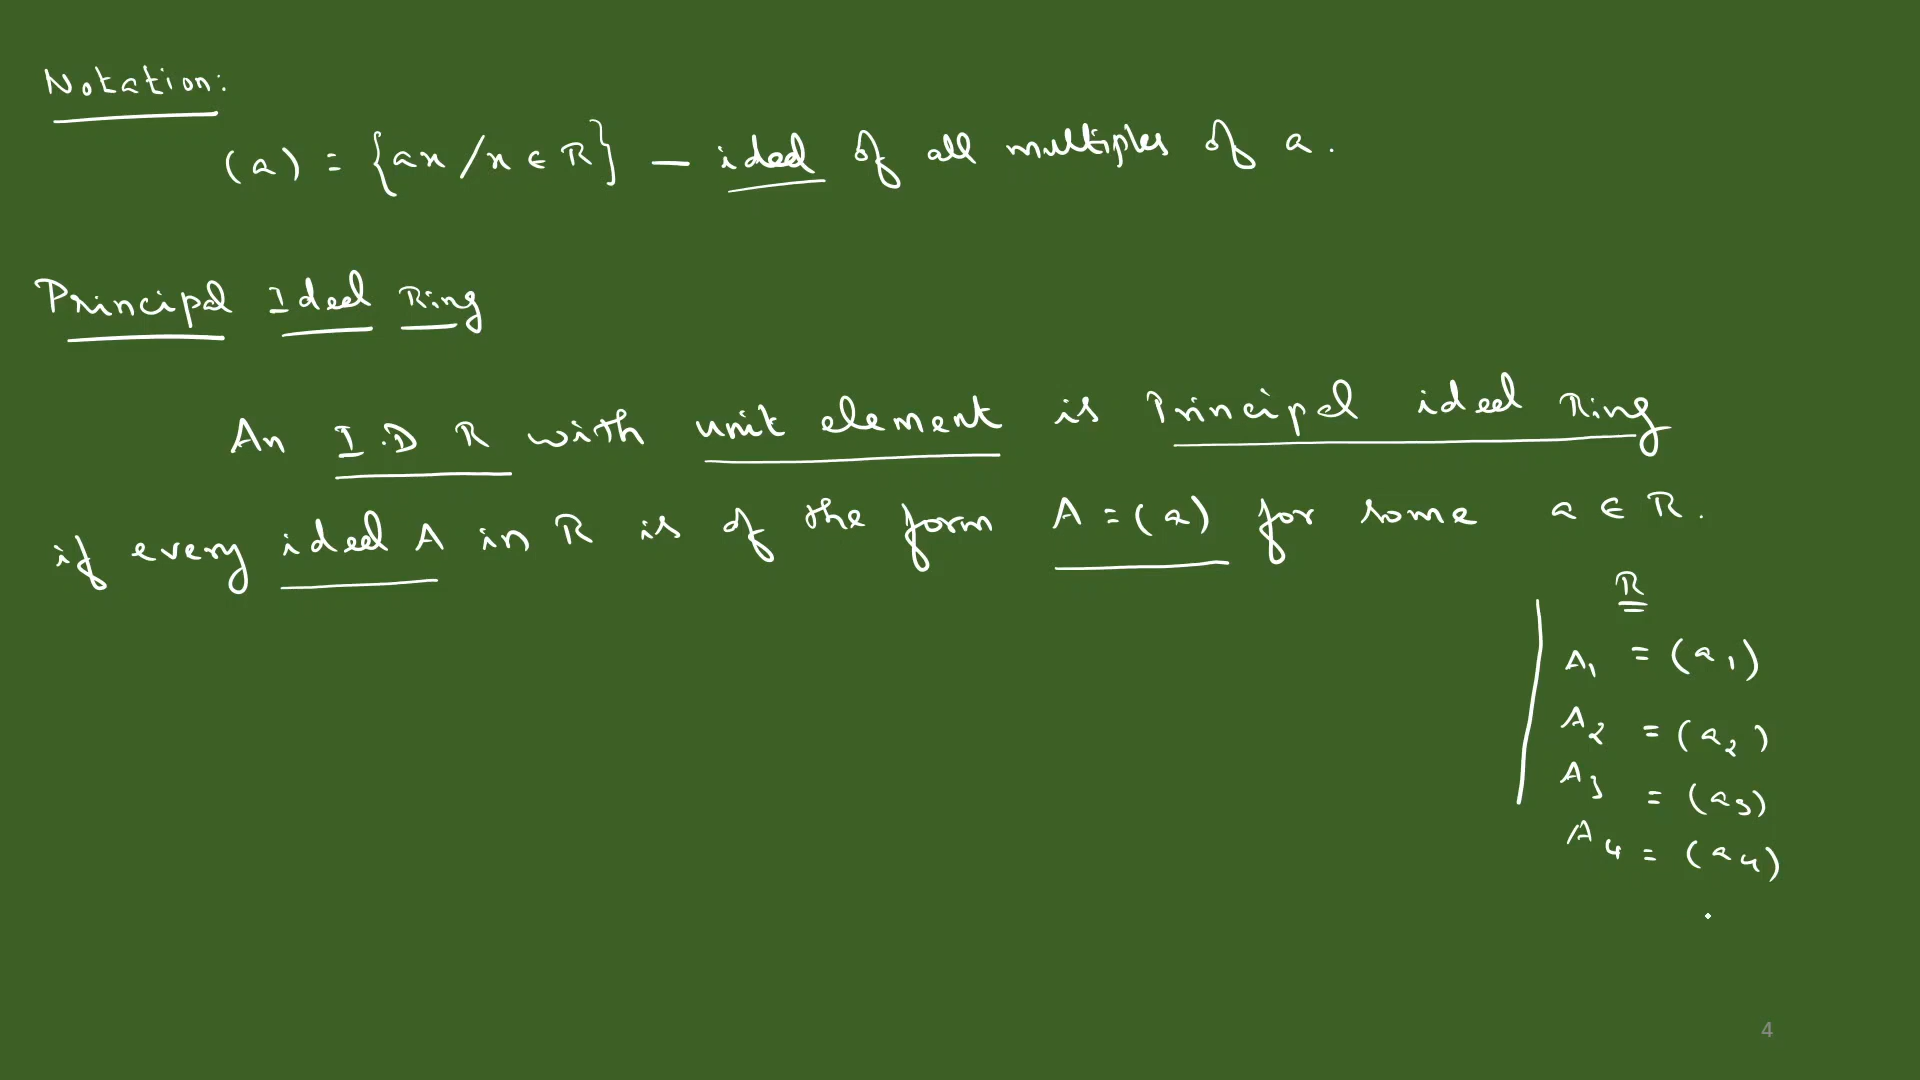 Notation:
(a) = {ax / x ∈ R} — ideal of all multiples of a.
Principal Ideal Ring
An I.D R with unit element is Principal ideal Ring
if every ideal A in R is of the form A = (a) for some a ∈ R.
R
A₁ = (a₁)
A₂ = (a₂)
A₃ = (a₃)
A₄ = (a₄)
.
4